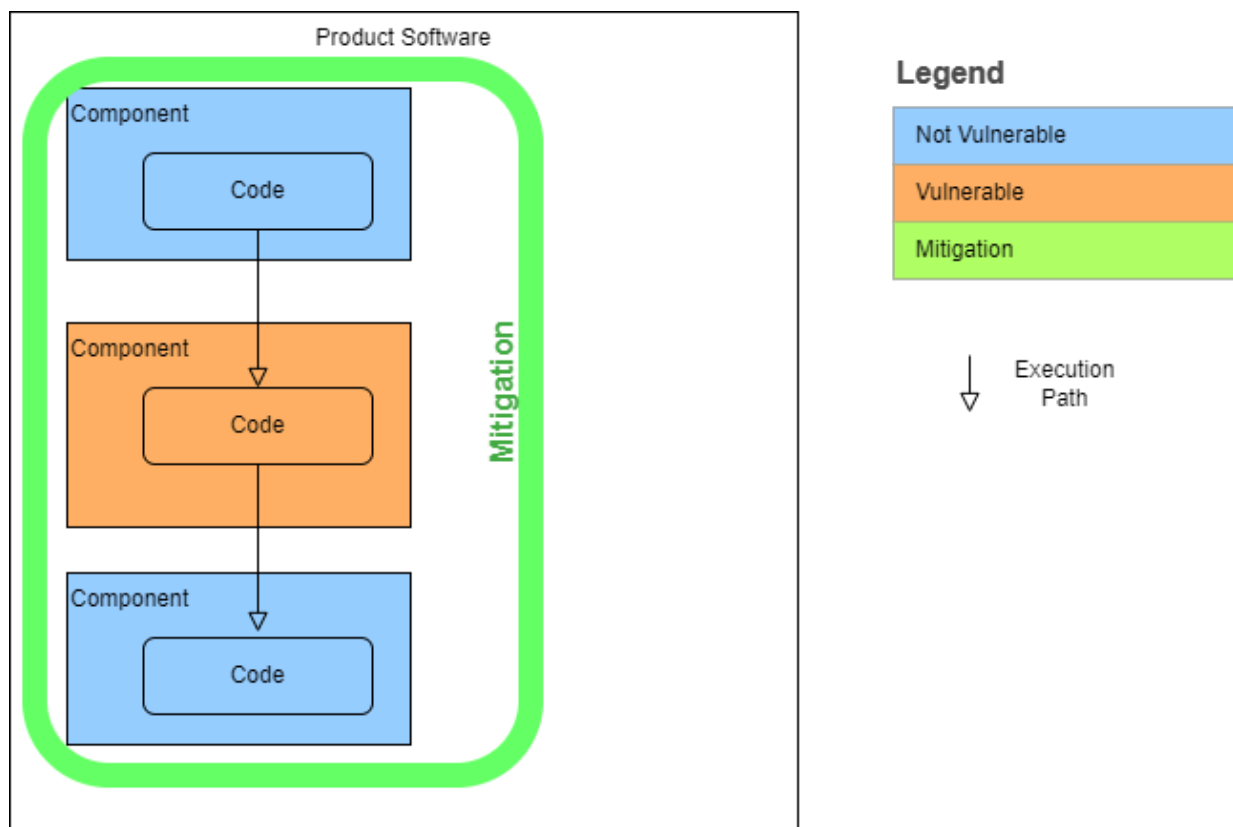 Product Software
Component
Code
Component
Code
Mitigation
Component
Code
Legend
Not Vulnerable
Vulnerable
Mitigation
Execution
Path